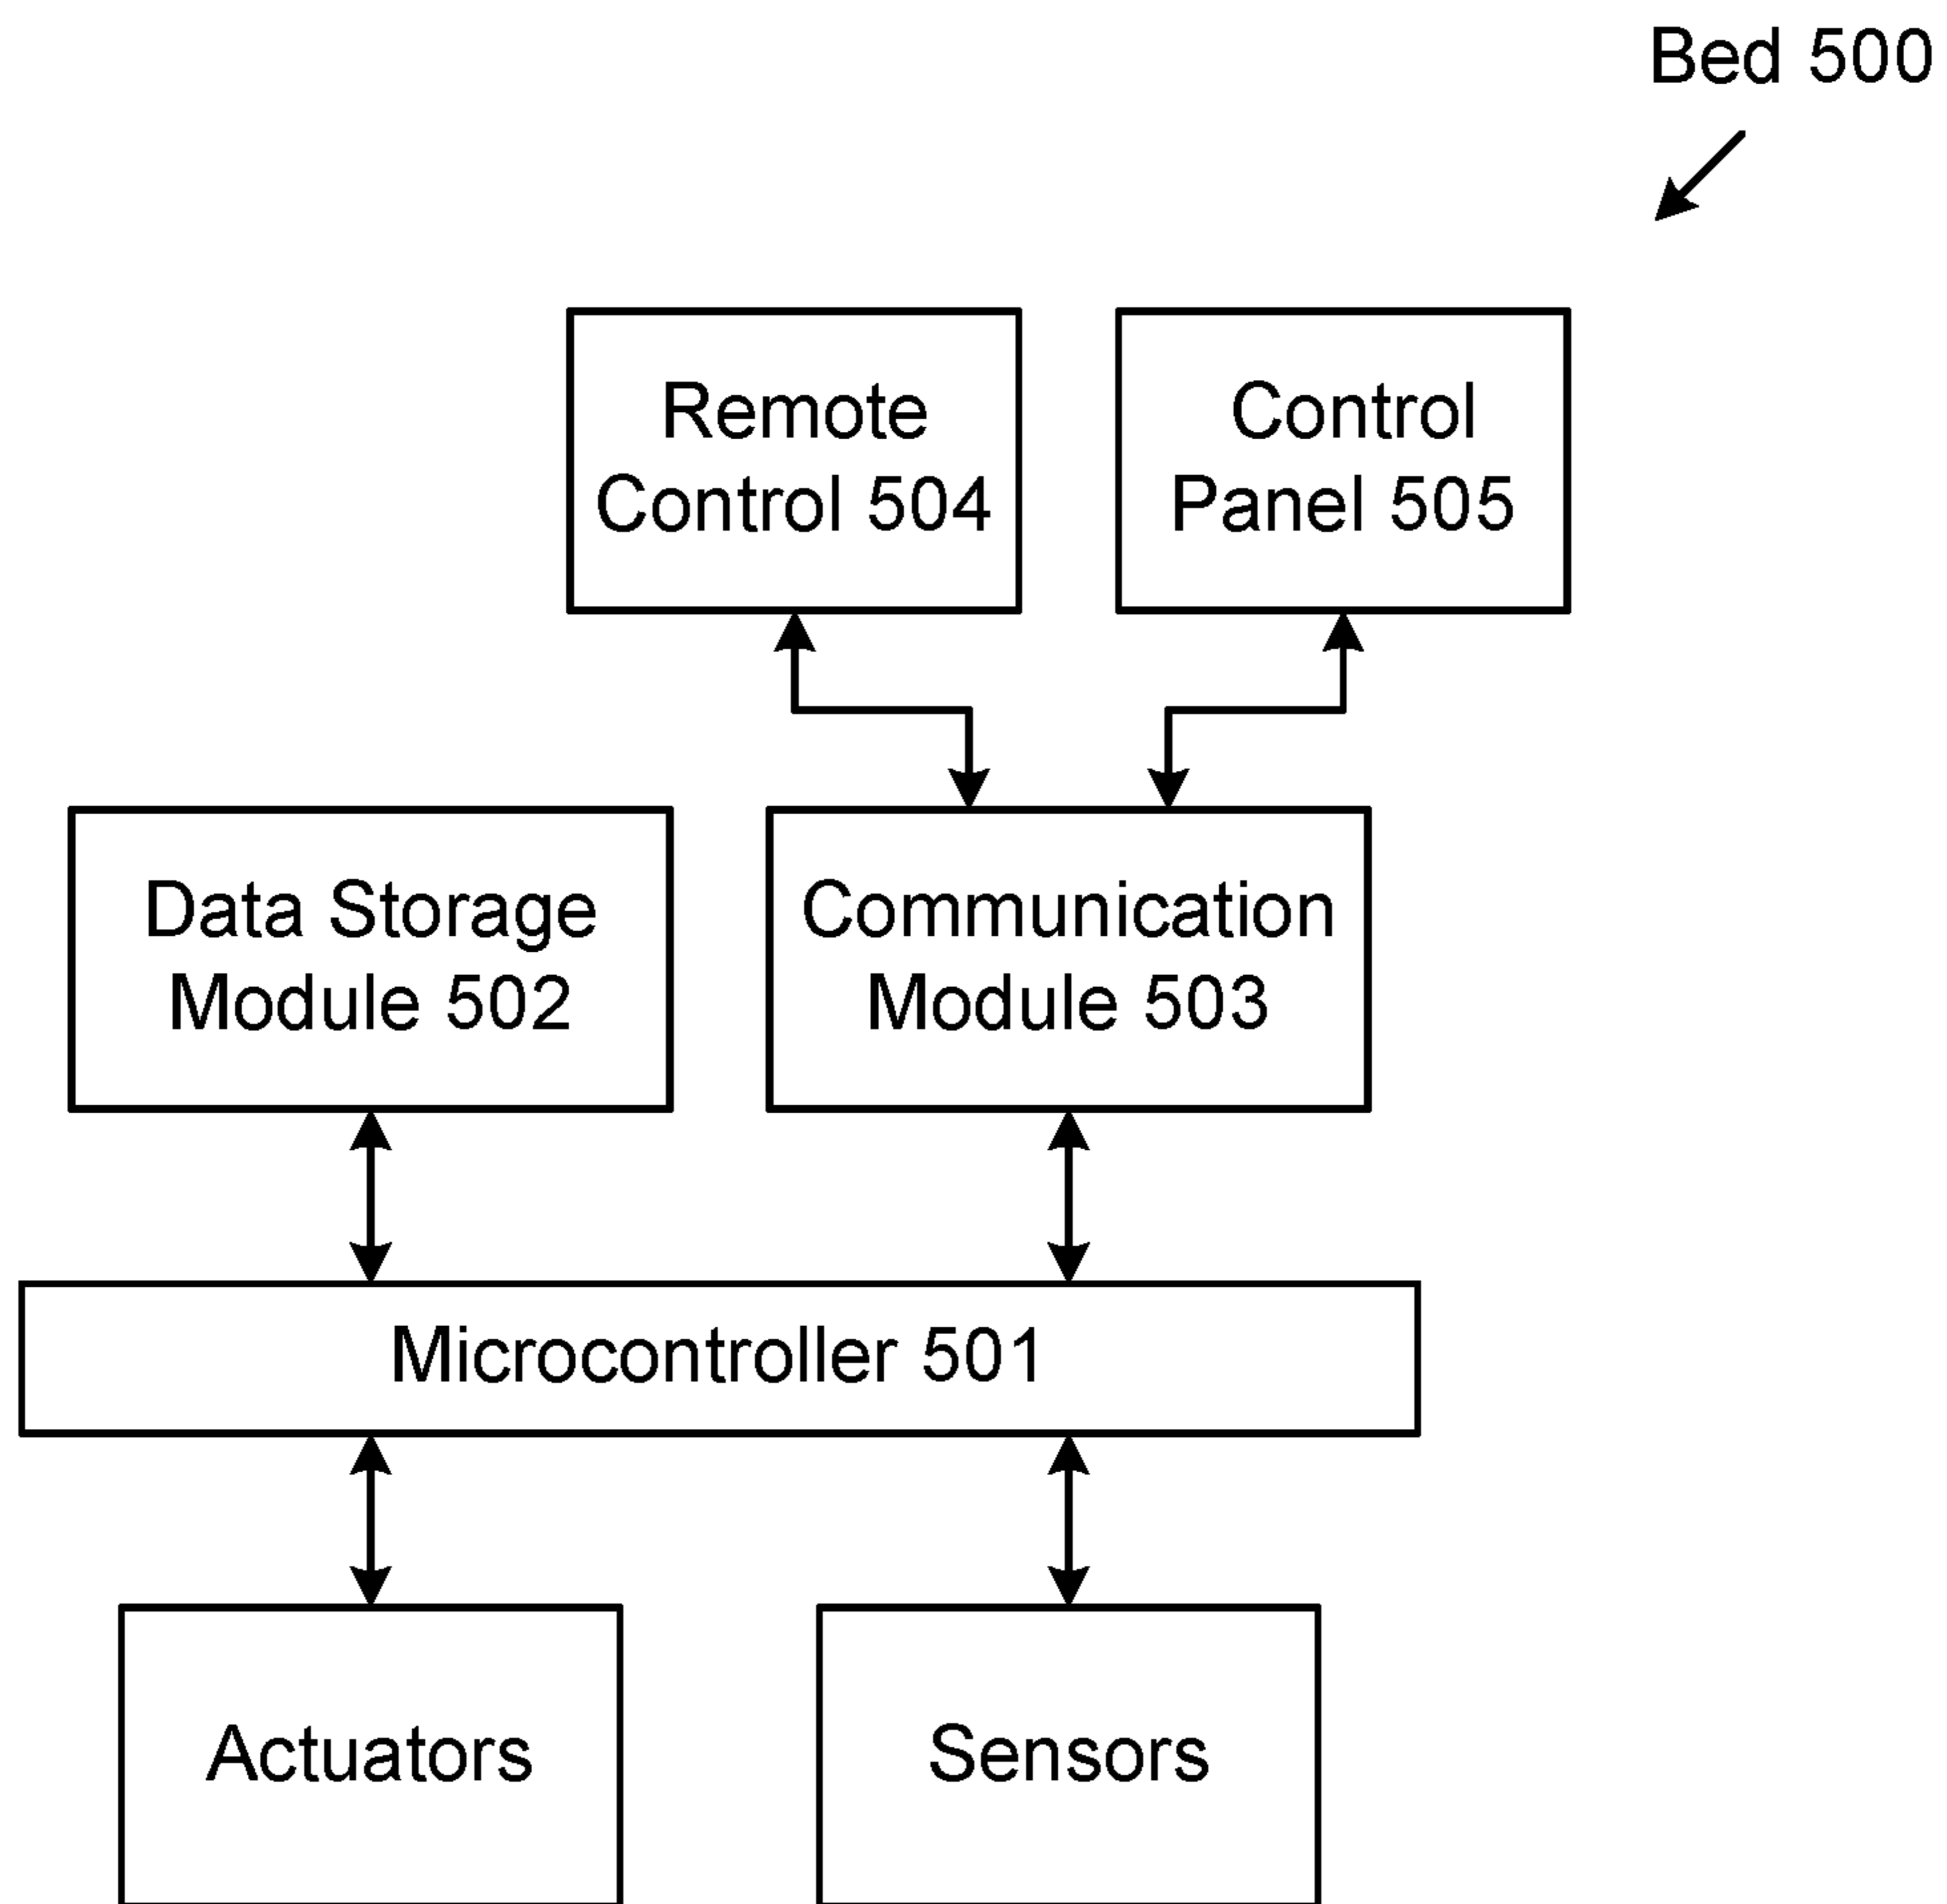 Bed 500
Remote
Control 504
Control
Panel 505
Data Storage
Module 502
Communication
Module 503
Microcontroller 501
Actuators
Sensors